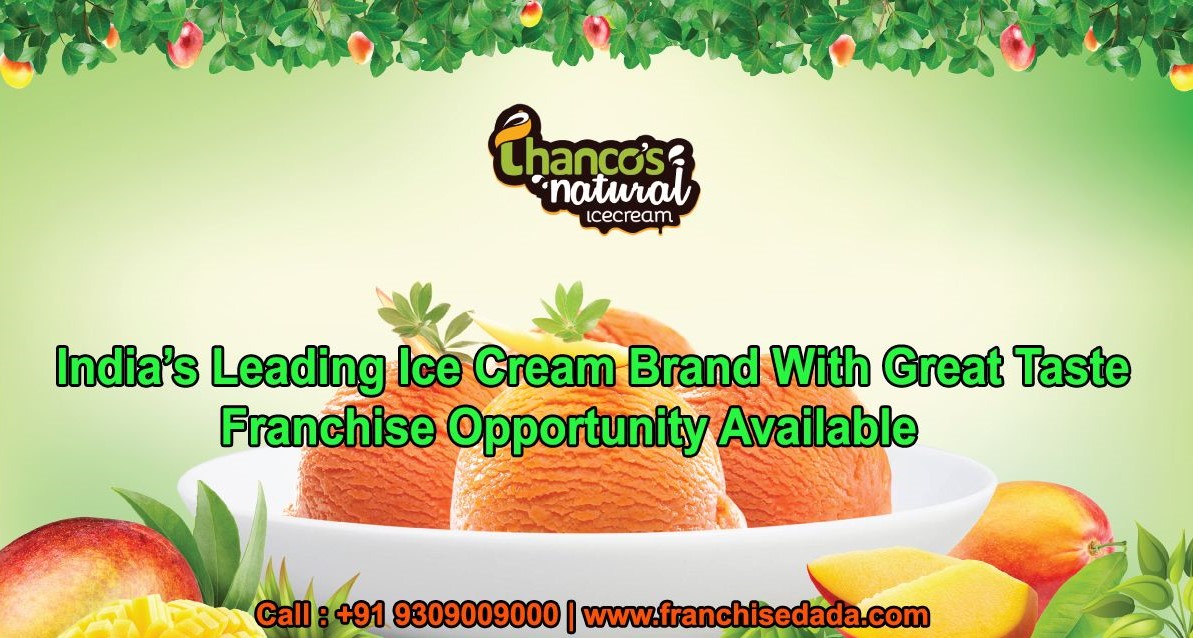 Thanco's
natural
icecream
India's Leading Ice Cream Brand With Great Taste
Franchise Opportunity Available
Call : +91 9309009000 | www.franchisedada.com